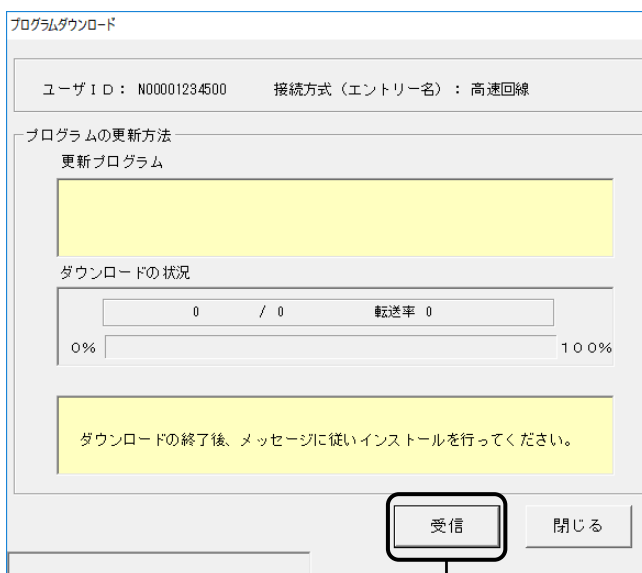 プログラムダウンロード
ユーザID： N00001234500　接続方式（エントリー名）： 高速回線
プログラムの更新方法
更新プログラム
ダウンロードの状況
0 / 0 転送率 0
0% 100%
ダウンロードの終了後、メッセージに従いインストールを行ってください。
受信 閉じる